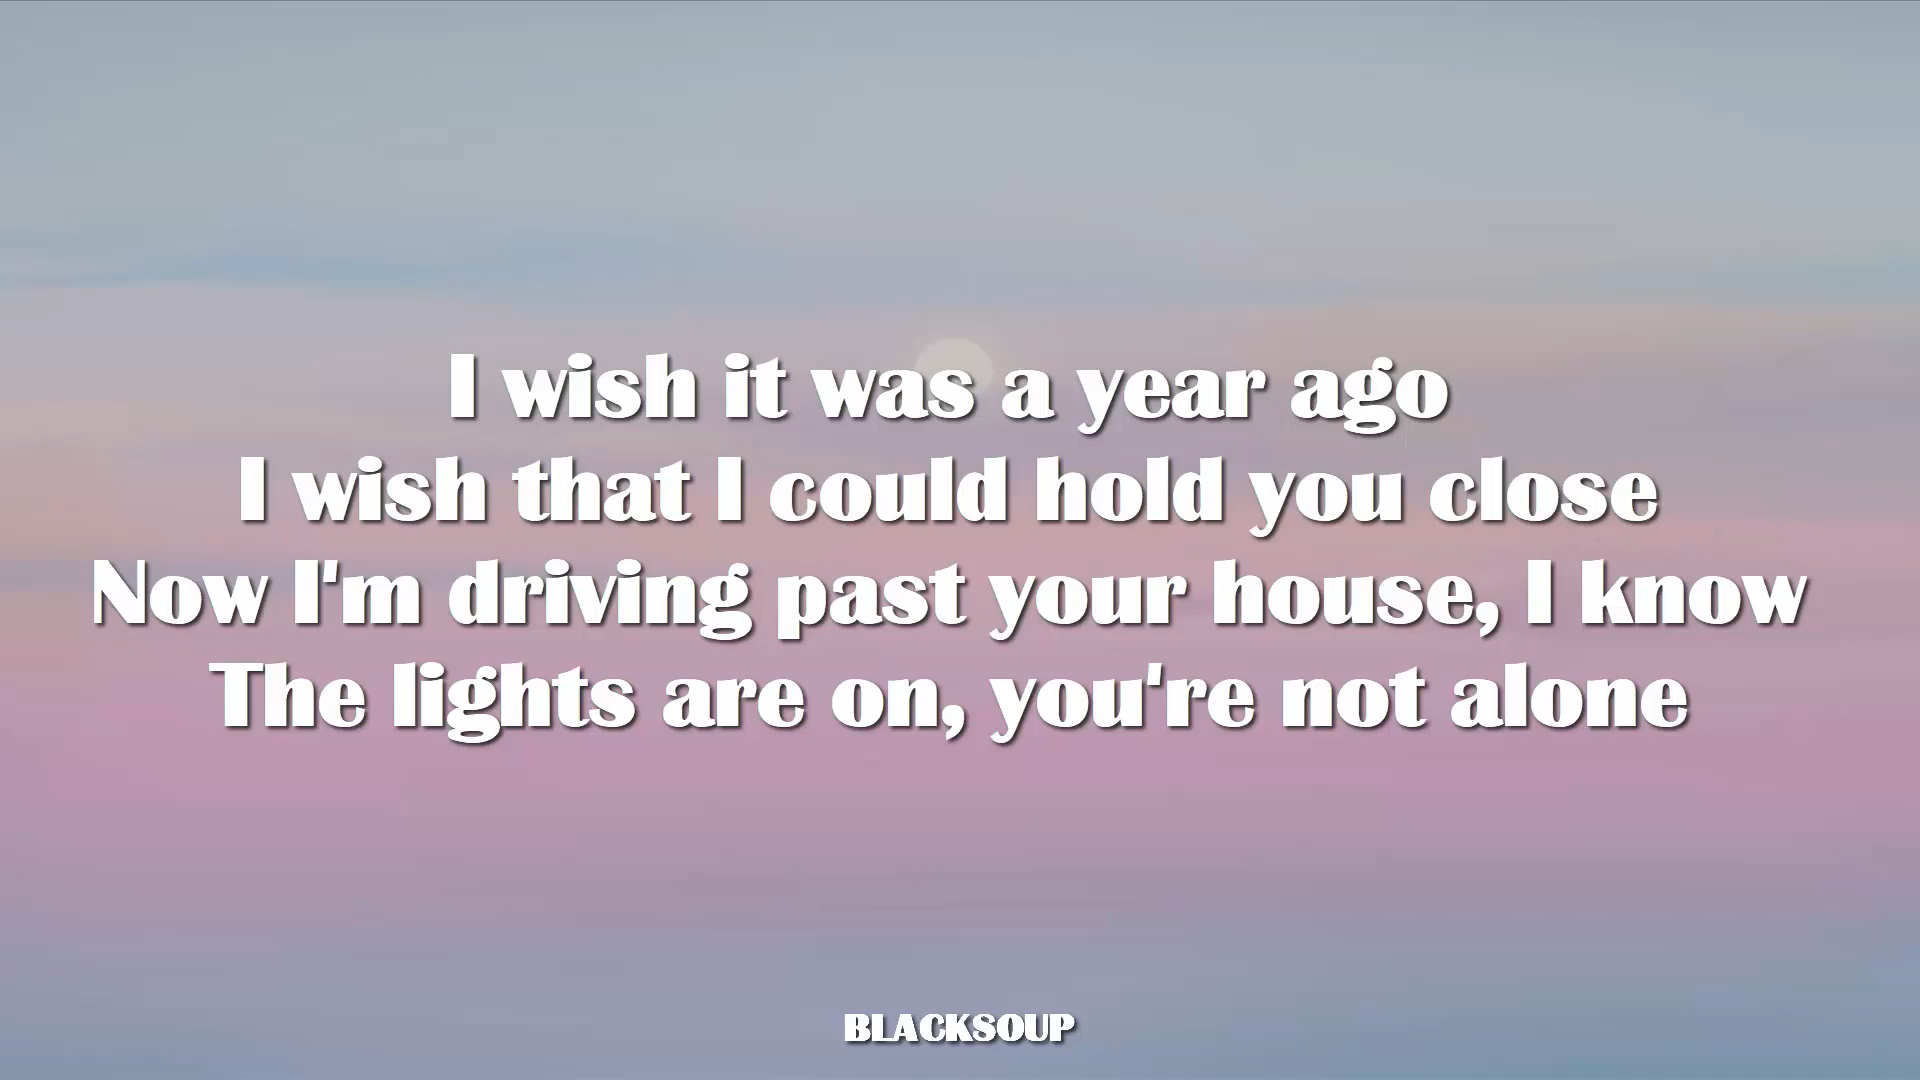 I wish it was a year ago
I wish that I could hold you close
Now I'm driving past your house, I know
The lights are on, you're not alone
BLACKSOUP